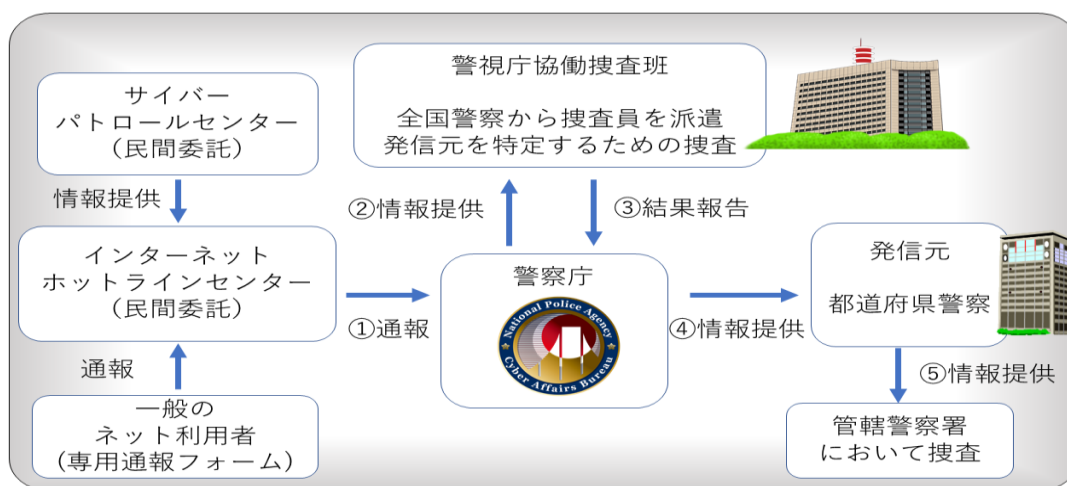 サイバー
パトロールセンター
（民間委託）
情報提供
インターネット
ホットラインセンター
（民間委託）
通報
一般の
ネット利用者
（専用通報フォーム）
①通報
警視庁協働捜査班
全国警察から捜査員を派遣
発信元を特定するための捜査
②情報提供
③結果報告
警察庁
National Police Agency
Cyber Affairs Bureau
④情報提供
発信元
都道府県警察
⑤情報提供
管轄警察署
において捜査